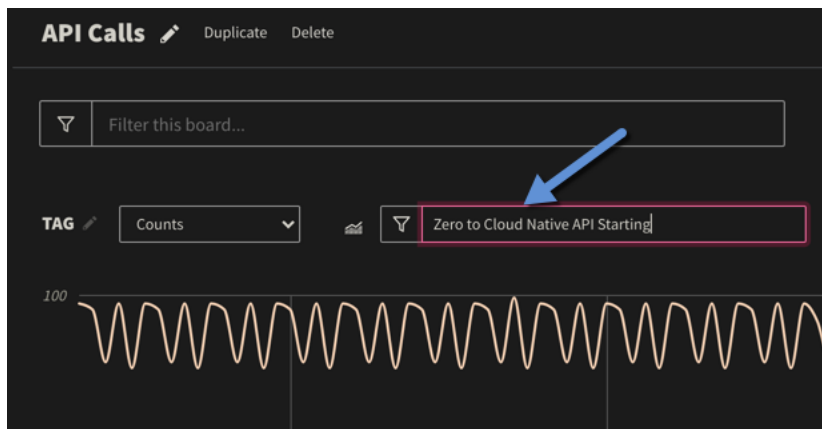 API Calls Duplicate Delete
Filter this board...
TAG Counts Zero to Cloud Native API Starting
100